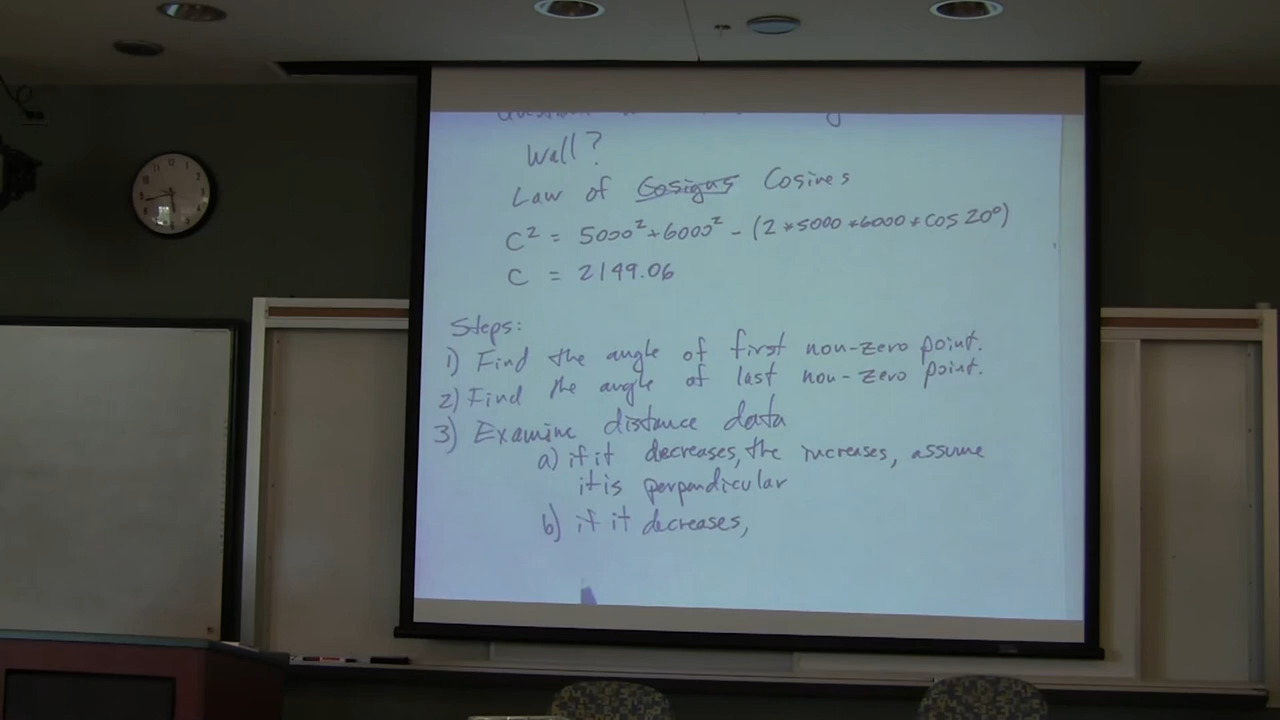 Wall?
Law of Cosigns Cosines
C² = 5000² + 6000² - (2 * 5000 * 6000 * cos 20°)
C = 2149.06
Steps:
1) Find the angle of first non-zero point.
2) Find the angle of last non-zero point.
3) Examine distance data
a) if it decreases, the increases, assume
it is perpendicular
b) if it decreases,